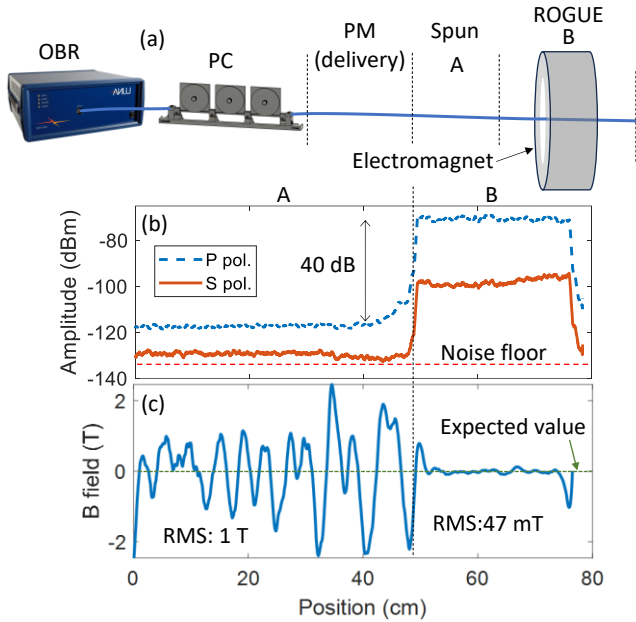 (a)
OBR
PC
PM
(delivery)
Spun
A
ROGUE
B
Electromagnet
A
B
(b)
P pol.
S pol.
40 dB
Noise floor
Amplitude (dBm)
-80
-100
-120
-140
(c)
Expected value
RMS: 1 T
RMS:47 mT
B field (T)
2
0
-2
0
20
40
60
80
Position (cm)